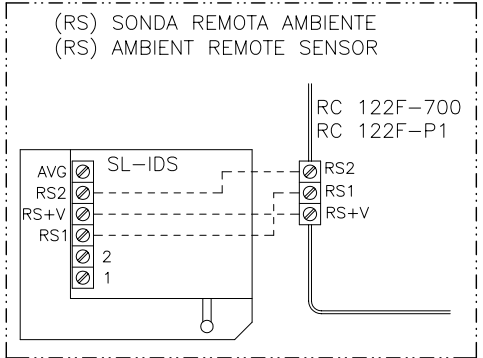 (RS) SONDA REMOTA AMBIENTE
(RS) AMBIENT REMOTE SENSOR
RC 122F-700
RC 122F-P1
SL-IDS
AVG
RS2
RS+V
RS1
2
1
RS2
RS1
RS+V